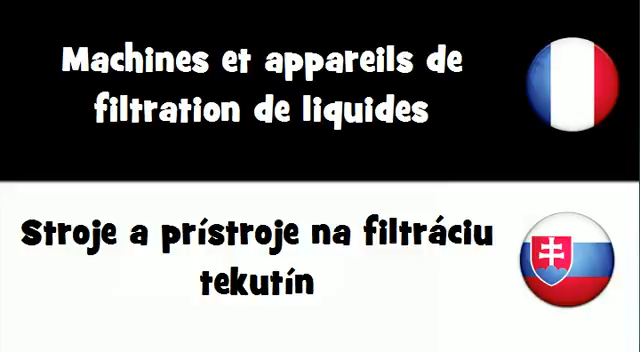 Machines et appareils de
filtration de liquides
Stroje a prístroje na filtráciu
tekutín